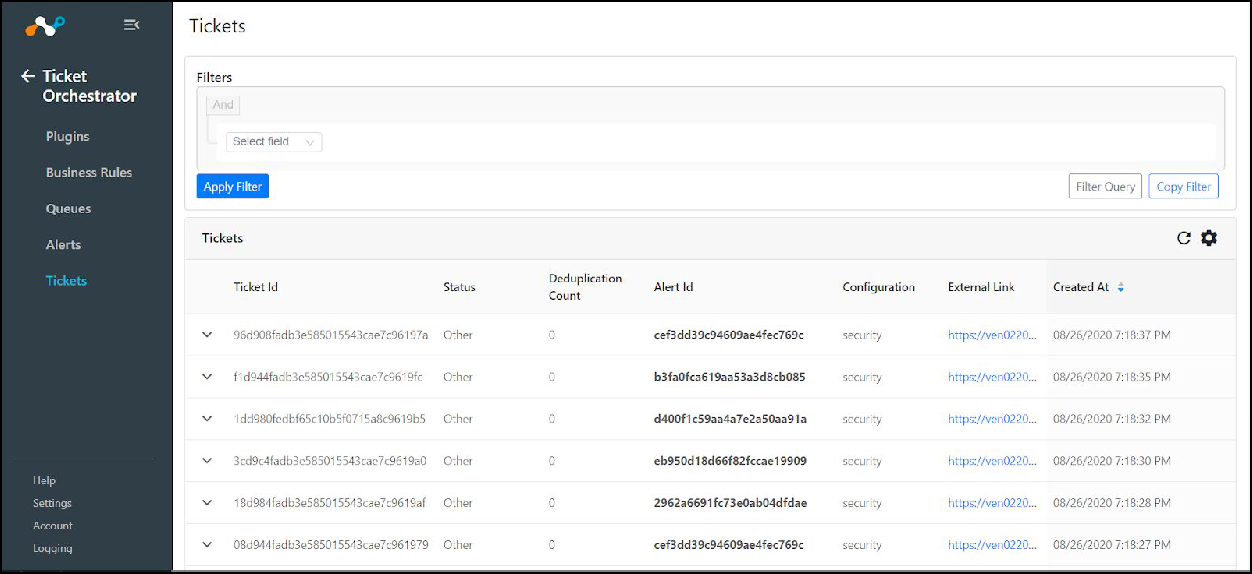 Tickets
Ticket
Orchestrator
Plugins
Business Rules
Queues
Alerts
Tickets
Help
Settings
Account
Logging
Filters
And
Select field
Apply Filter
Filter Query
Copy Filter
Tickets
Ticket Id Status Deduplication Count Alert Id Configuration External Link Created At
96d908fadb3e585015543cae7c96197a Other 0 cef3dd39c94609ae4fec769c security https://ven0220... 08/26/2020 7:18:37 PM
f1d944fadb3e585015543cae7c9619fc Other 0 b3fa0fca619aa53a3d8cb085 security https://ven0220... 08/26/2020 7:18:35 PM
1dd980fedbf65c10b5f0715a8c9619b5 Other 0 d400f1c59aa4a7e2a50aa91a security https://ven0220... 08/26/2020 7:18:32 PM
3cd9c4fadb3e585015543cae7c9619a0 Other 0 eb950d18d66f82fccae19909 security https://ven0220... 08/26/2020 7:18:30 PM
18d984fadb3e585015543cae7c9619af Other 0 2962a6691fc73e0ab04dfdae security https://ven0220... 08/26/2020 7:18:28 PM
08d944fadb3e585015543cae7c961979 Other 0 cef3dd39c94609ae4fec769c security https://ven0220... 08/26/2020 7:18:27 PM